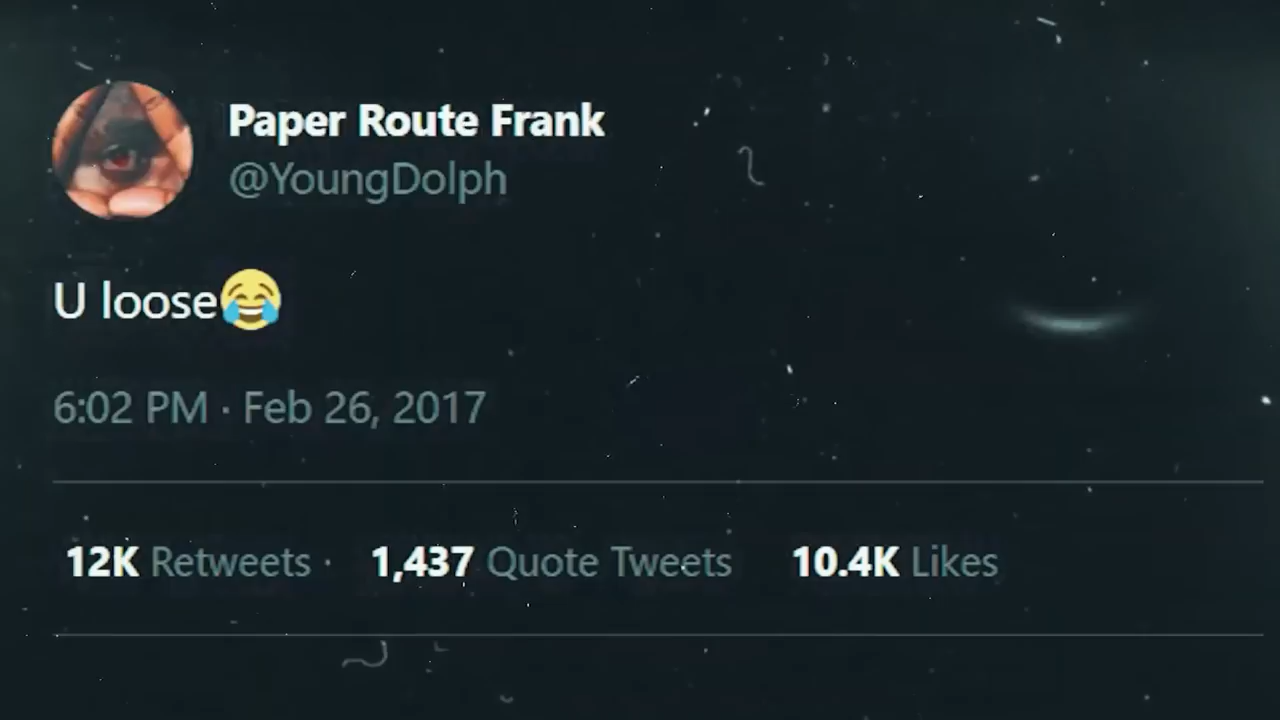 Paper Route Frank
@YoungDolph
U loose😂
6:02 PM · Feb 26, 2017
12K Retweets · 1,437 Quote Tweets 10.4K Likes